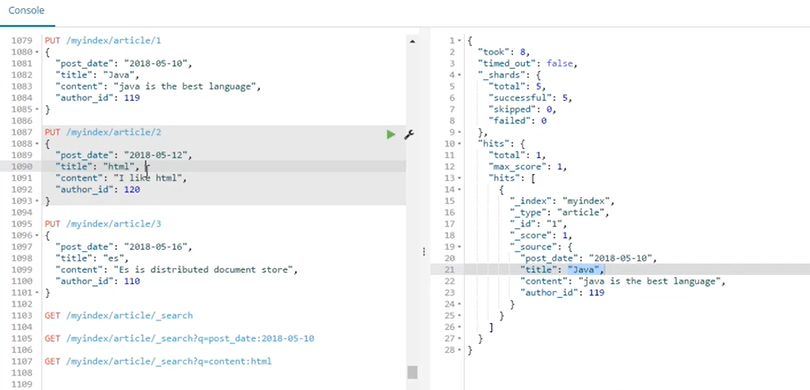 Console
1079 PUT /myindex/article/1
1080 {
1081 "post_date": "2018-05-10",
1082 "title": "Java",
1083 "content": "java is the best language",
1084 "author_id": 119
1085 }
1086
1087 PUT /myindex/article/2
1088 {
1089 "post_date": "2018-05-12",
1090 "title": "html",
1091 "content": "I like html",
1092 "author_id": 120
1093 }
1094
1095 PUT /myindex/article/3
1096 {
1097 "post_date": "2018-05-16",
1098 "title": "es",
1099 "content": "Es is distributed document store",
1100 "author_id": 110
1101 }
1102
1103 GET /myindex/article/_search
1104
1105 GET /myindex/article/_search?q=post_date:2018-05-10
1106
1107 GET /myindex/article/_search?q=content:html
1108
1109
1 {
2 "took": 8,
3 "timed_out": false,
4 "_shards": {
5 "total": 5,
6 "successful": 5,
7 "skipped": 0,
8 "failed": 0
9 },
10 "hits": {
11 "total": 1,
12 "max_score": 1,
13 "hits": [
14 {
15 "_index": "myindex",
16 "_type": "article",
17 "_id": "1",
18 "_score": 1,
19 "_source": {
20 "post_date": "2018-05-10",
21 "title": "Java",
22 "content": "java is the best language",
23 "author_id": 119
24 }
25 }
26 ]
27 }
28 }